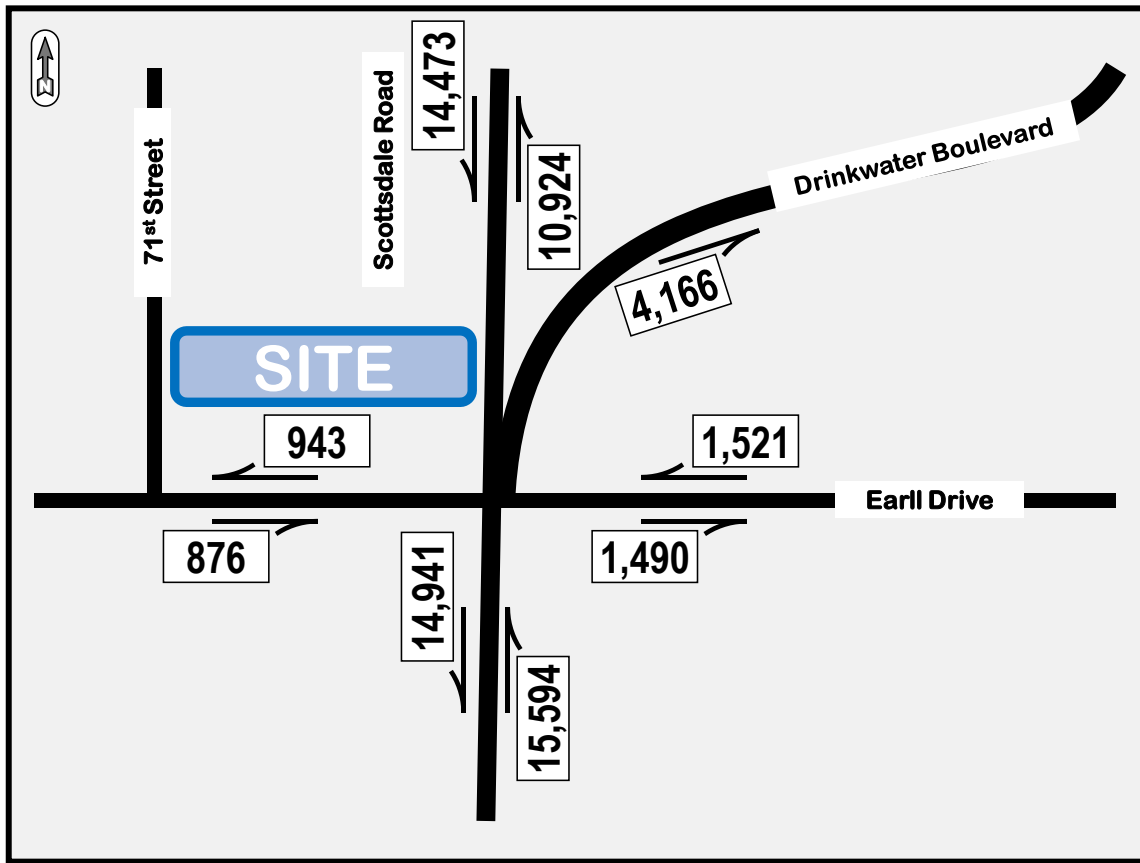 N
14,473
Scottsdale Road
71st Street
10,924
Drinkwater Boulevard
4,166
SITE
943
1,521
Earll Drive
876
1,490
14,941
15,594